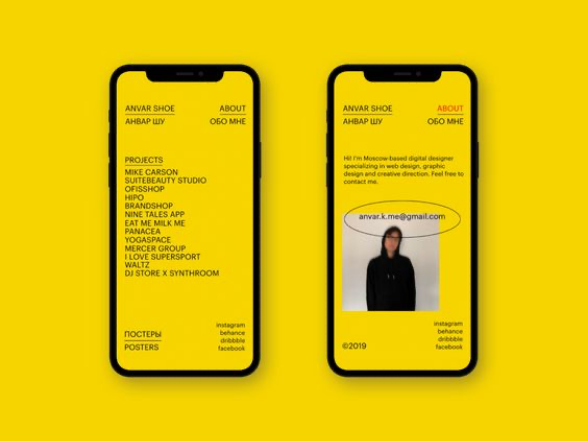 ANVAR SHOE
ABOUT
АНВАР ШУ
ОБО МНЕ
PROJECTS
MIKE CARSON
SUITEBEAUTY STUDIO
OFISSHOP
HIPO
BRANDSHOP
NINE TALES APP
EAT ME MILK ME
PANACEA
YOGASPACE
MERCER GROUP
I LOVE SUPERSPORT
WALTZ
DJ STORE X SYNTHROOM
ПОСТЕРЫ
POSTERS
instagram
behance
dribbble
facebook
ANVAR SHOE
ABOUT
АНВАР ШУ
ОБО МНЕ
Hi! I'm Moscow-based digital designer
specializing in web design, graphic
design and creative direction. Feel free to
contact me.
anvar.k.me@gmail.com
©2019
instagram
behance
dribbble
facebook